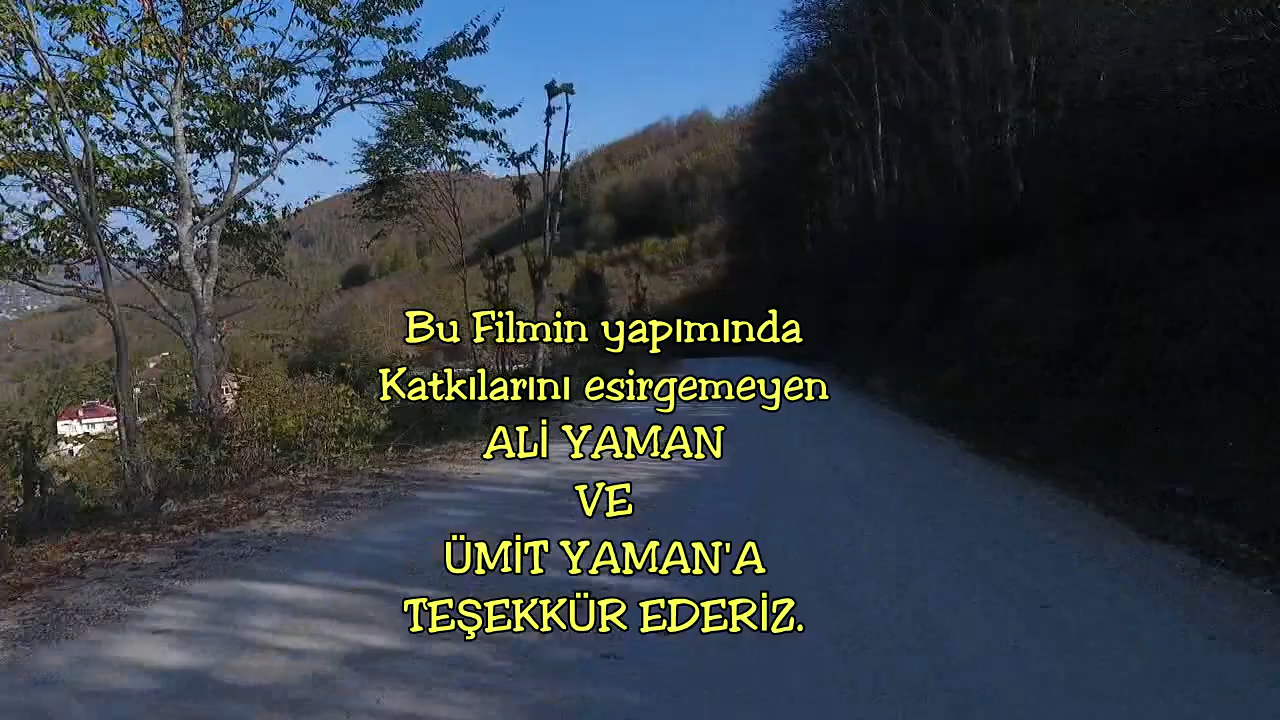 Bu Filmin yapımında
Katkılarını esirgemeyen
ALİ YAMAN
VE
ÜMİT YAMAN'A
TEŞEKKÜR EDERİZ.